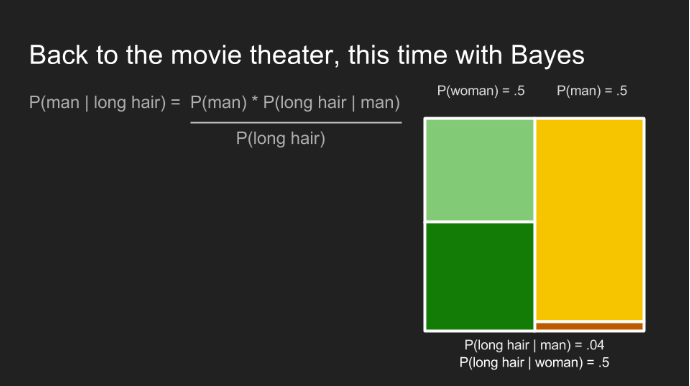 Back to the movie theater, this time with Bayes
P(woman) = .5 P(man) = .5
P(man | long hair) = P(man) * P(long hair | man)
P(long hair)
P(long hair | man) = .04
P(long hair | woman) = .5